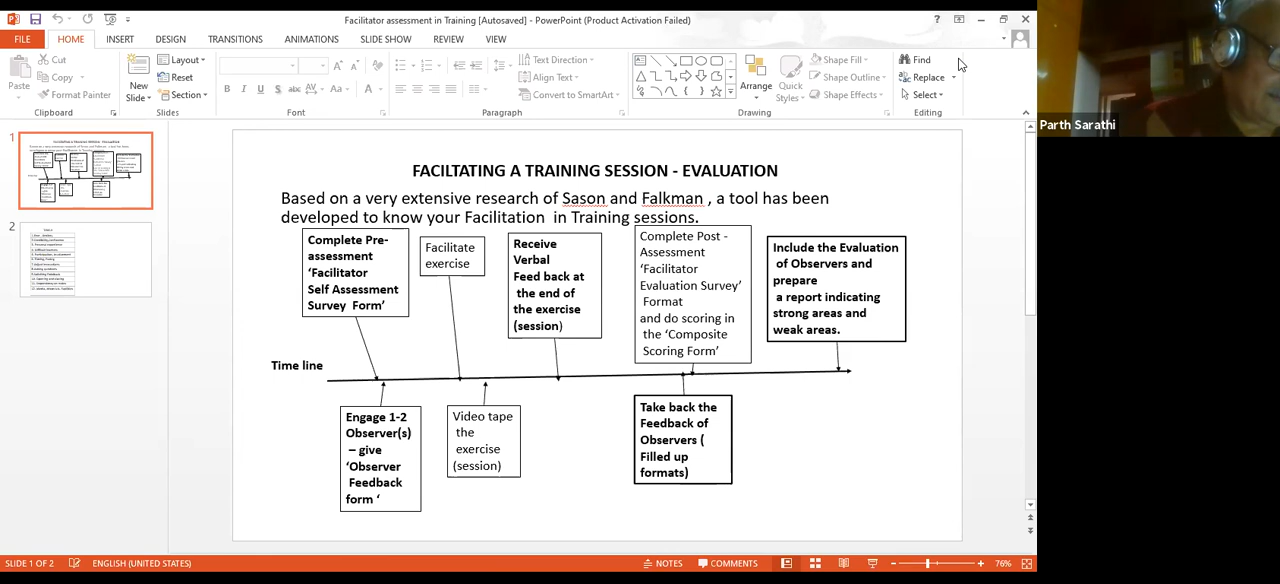 Facilitator assessment in Training [Autosaved] - PowerPoint (Product Activation Failed)
FILE HOME INSERT DESIGN TRANSITIONS ANIMATIONS SLIDE SHOW REVIEW VIEW
Paste
Cut
Copy
Format Painter
Clipboard
New
Slide
Layout
Reset
Section
Slides
Font
Text Direction
Align Text
Convert to SmartArt
Paragraph
Arrange
Quick
Styles
Shape Fill
Shape Outline
Shape Effects
Drawing
Find
Replace
Select
Editing
Parth Sarathi
1
2
FACILITATING A TRAINING SESSION - EVALUATION
Based on a very extensive research of Sason and Falkman , a tool has been
developed to know your Facilitation in Training sessions.
Complete Pre-
assessment
‘Facilitator
Self Assessment
Survey Form’
Facilitate
exercise
Receive
Verbal
Feed back at
the end of
the exercise
(session)
Complete Post -
Assessment
‘Facilitator
Evaluation Survey’
Format
and do scoring in
the ‘Composite
Scoring Form’
Include the Evaluation
of Observers and
prepare
a report indicating
strong areas and
weak areas.
Time line
Engage 1-2
Observer(s)
– give
‘Observer
Feedback
form ‘
Video tape
the
exercise
(session)
Take back the
Feedback of
Observers (
Filled up
formats)
SLIDE 1 OF 2 ENGLISH (UNITED STATES) NOTES COMMENTS 76%